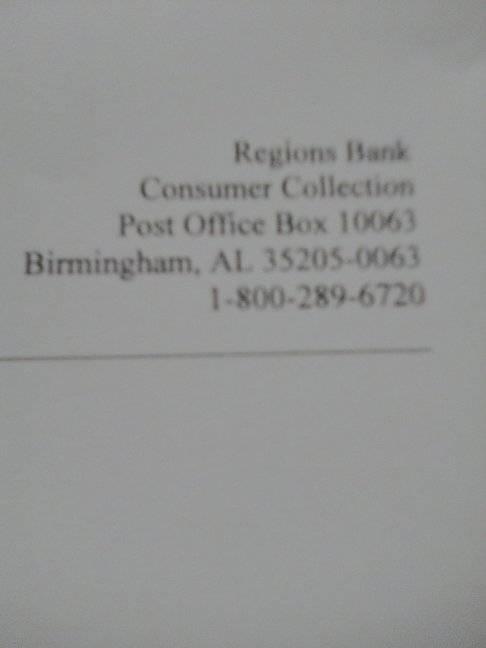 Regions Bank
Consumer Collection
Post Office Box 10063
Birmingham, AL 35205-0063
1-800-289-6720